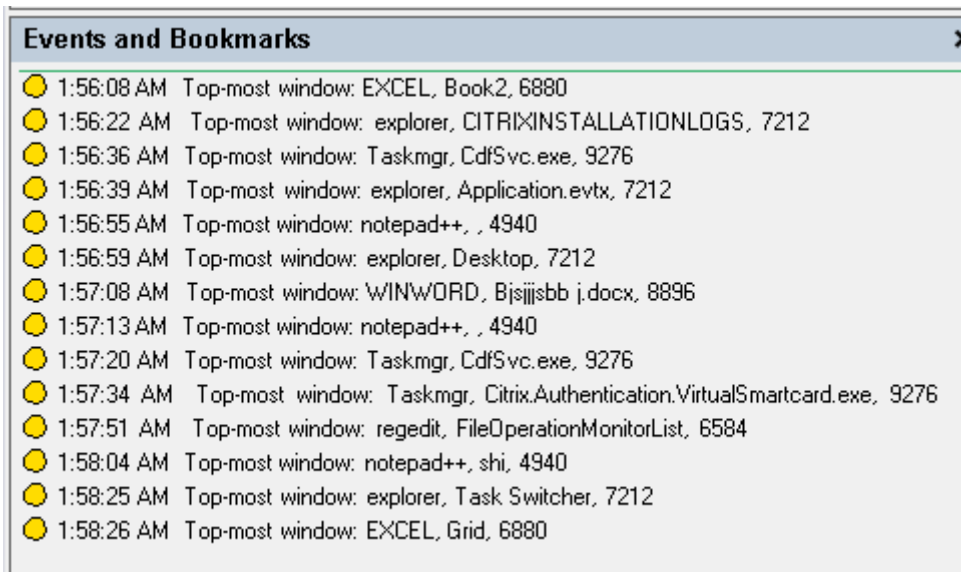 Events and Bookmarks
1:56:08 AM Top-most window: EXCEL, Book2, 6880
1:56:22 AM Top-most window: explorer, CITRIXINSTALLATIONLOGS, 7212
1:56:36 AM Top-most window: Taskmgr, CdfSvc.exe, 9276
1:56:39 AM Top-most window: explorer, Application.evtx, 7212
1:56:55 AM Top-most window: notepad++, , 4940
1:56:59 AM Top-most window: explorer, Desktop, 7212
1:57:08 AM Top-most window: WINWORD, Bjsjjjsbb j.docx, 8896
1:57:13 AM Top-most window: notepad++, , 4940
1:57:20 AM Top-most window: Taskmgr, CdfSvc.exe, 9276
1:57:34 AM Top-most window: Taskmgr, Citrix.Authentication.VirtualSmartcard.exe, 9276
1:57:51 AM Top-most window: regedit, FileOperationMonitorList, 6584
1:58:04 AM Top-most window: notepad++, shi, 4940
1:58:25 AM Top-most window: explorer, Task Switcher, 7212
1:58:26 AM Top-most window: EXCEL, Grid, 6880